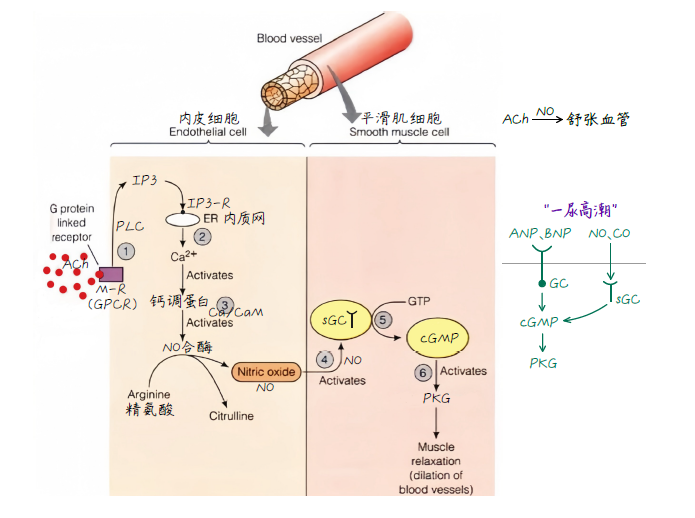 Blood vessel
内皮细胞
Endothelial cell
平滑肌细胞
Smooth muscle cell
ACh NO 舒张血管
IP3
IP3-R
ER 内质网
G protein
linked
receptor
PLC
1
2
Ca2+
ACh
M-R
(GPCR)
Activates
钙调蛋白
3
Ca/CaM
Activates
NO合酶
Arginine
精氨酸
Citrulline
Nitric oxide
NO
4
NO
Activates
sGC
GTP
5
cGMP
6
Activates
PKG
Muscle
relaxation
(dilation of
blood vessels)
"一尿高潮"
ANP、BNP
NO、CO
GC
sGC
cGMP
PKG